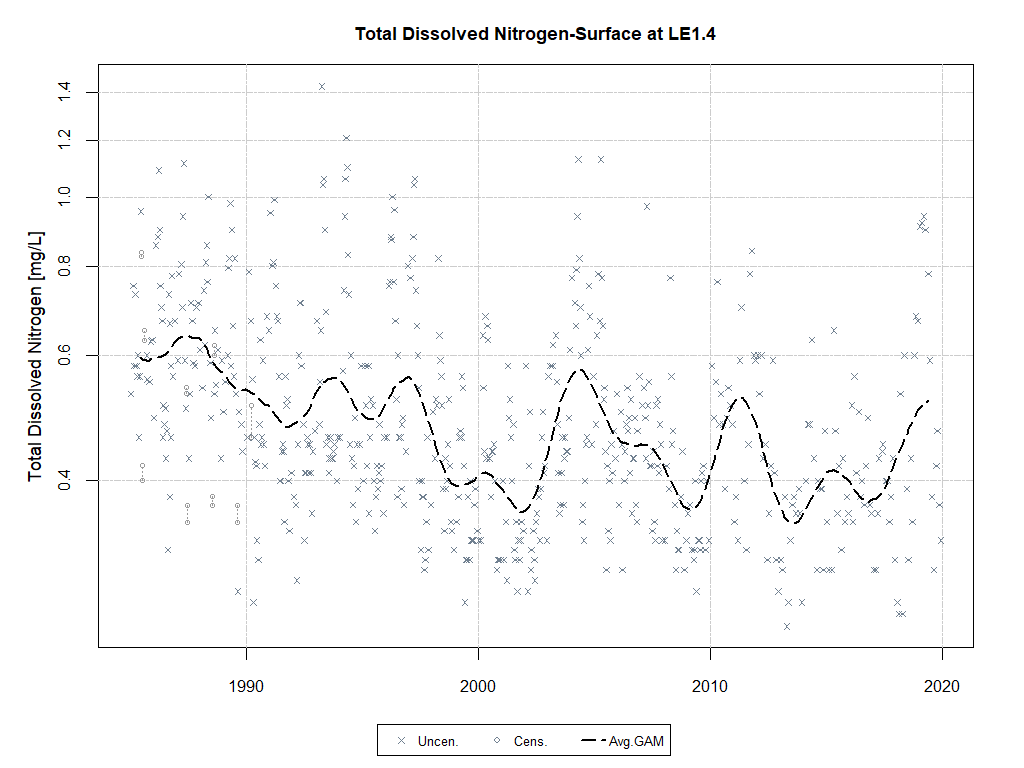 Total Dissolved Nitrogen-Surface at LE1.4
Total Dissolved Nitrogen [mg/L]
1.4
1.2
1.0
0.8
0.6
0.4
1990 2000 2010 2020
Uncen. Cens. Avg.GAM